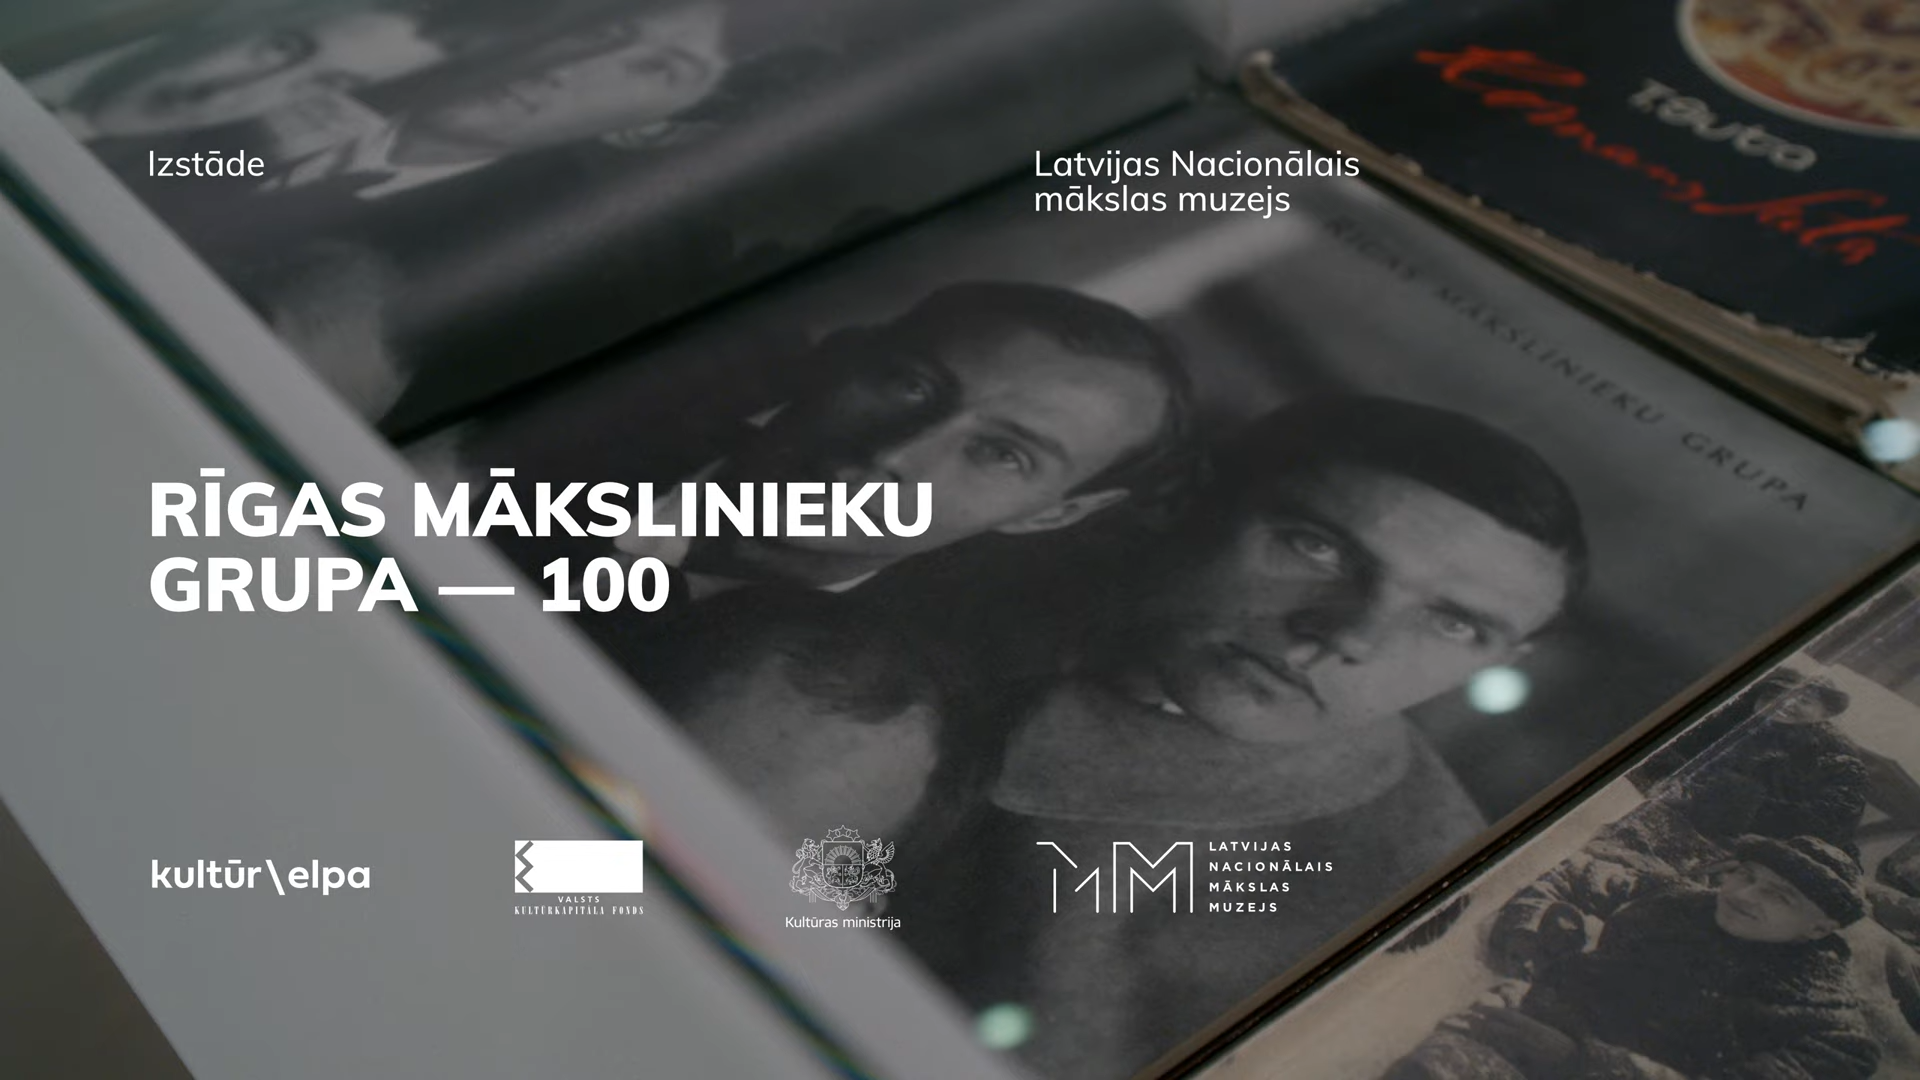 Izstāde
Latvijas Nacionālais
mākslas muzejs
Tauta
RĪGAS MĀKSLINIEKU GRUPA
RĪGAS MĀKSLINIEKU
GRUPA — 100
kultūr\elpa
VALSTS
KULTŪRKAPITĀLA FONDS
Kultūras ministrija
LATVIJAS
NACIONĀLAIS
MĀKSLAS
MUZEJS